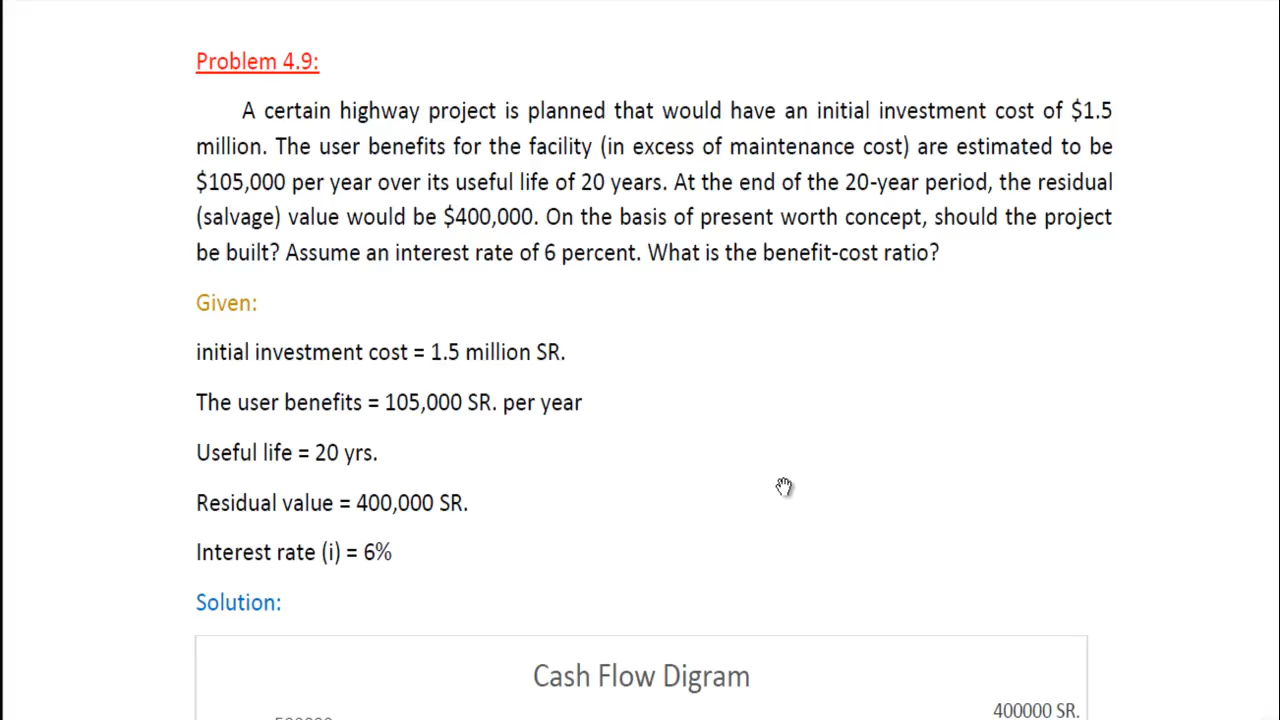 Problem 4.9:
A certain highway project is planned that would have an initial investment cost of $1.5
million. The user benefits for the facility (in excess of maintenance cost) are estimated to be
$105,000 per year over its useful life of 20 years. At the end of the 20-year period, the residual
(salvage) value would be $400,000. On the basis of present worth concept, should the project
be built? Assume an interest rate of 6 percent. What is the benefit-cost ratio?
Given:
initial investment cost = 1.5 million SR.
The user benefits = 105,000 SR. per year
Useful life = 20 yrs.
Residual value = 400,000 SR.
Interest rate (i) = 6%
Solution:
Cash Flow Digram
400000 SR.